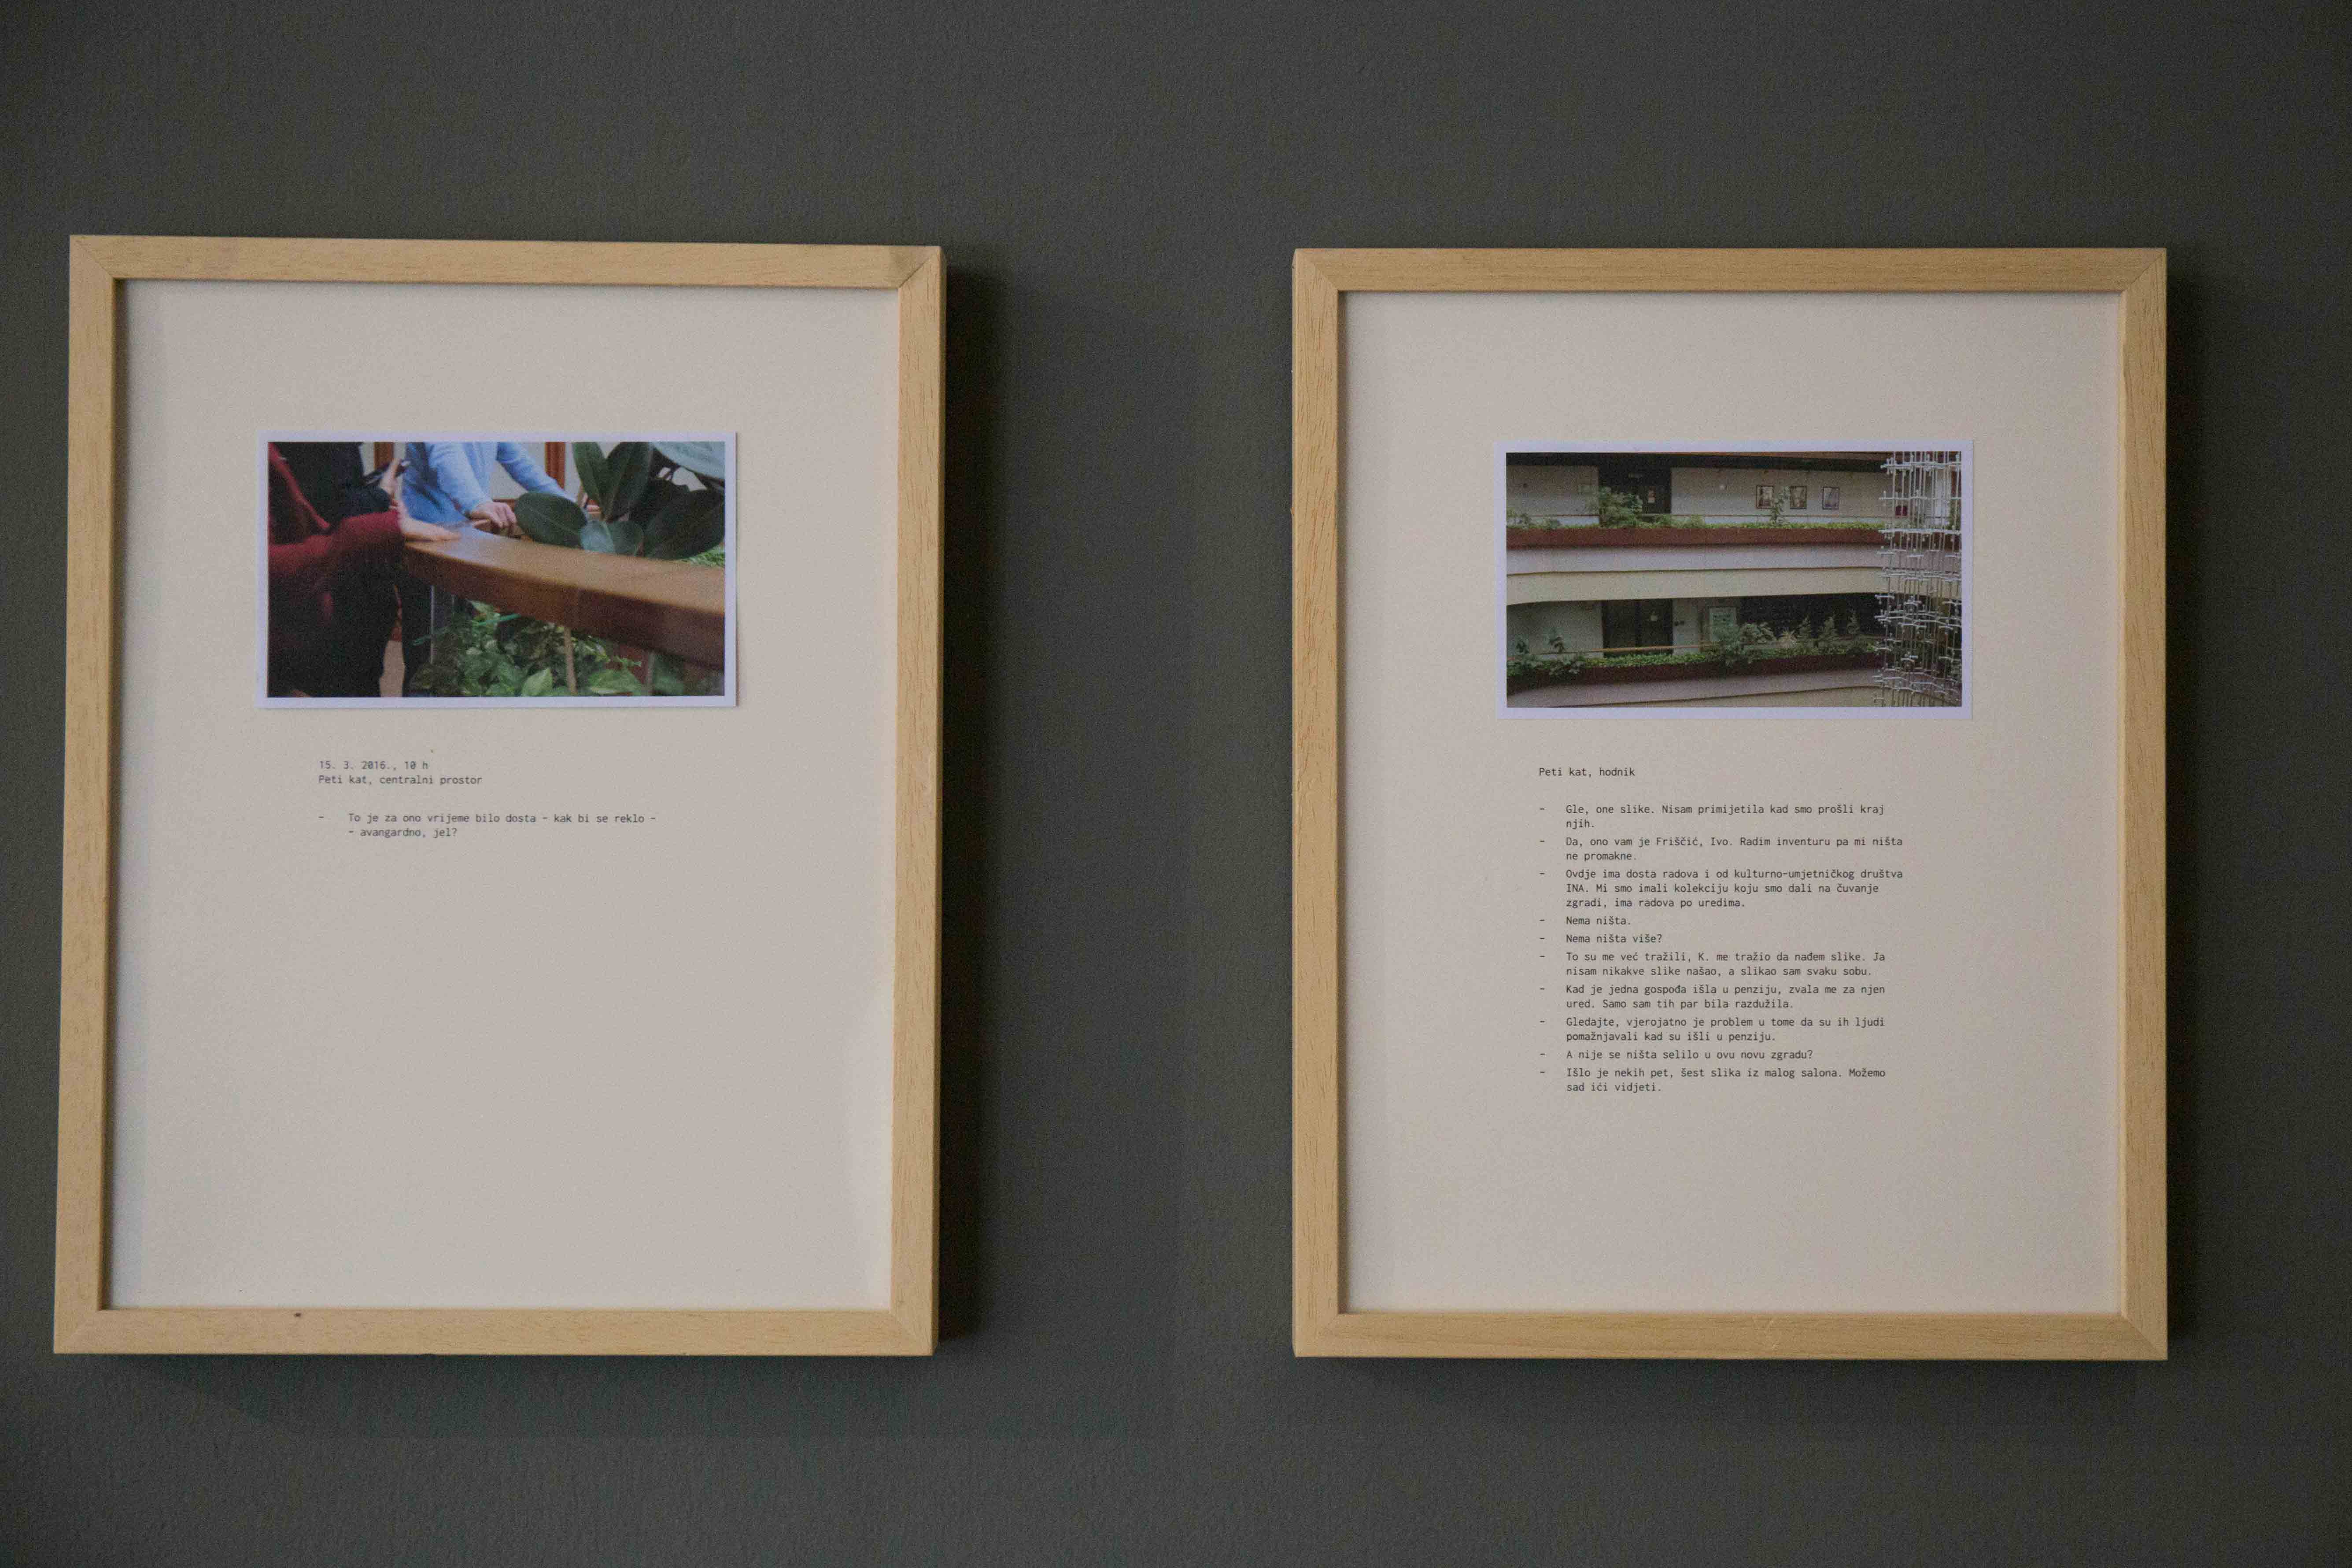 15. 3. 2016., 10 h
Peti kat, centralni prostor
- To je za ono vrijeme bilo dosta - kak bi se reklo -
- avangardno, jel?
Peti kat, hodnik
- Gle, one slike. Nisam primijetila kad smo prošli kraj
njih.
- Da, ono vam je Friščić, Ivo. Radim inventuru pa mi ništa
ne promakne.
- Ovdje ima dosta radova i od kulturno-umjetničkog društva
INA. Mi smo imali kolekciju koju smo dali na čuvanje
zgradi, ima radova po uredima.
- Nema ništa.
- Nema ništa više?
- To su me već tražili, K. me tražio da nađem slike. Ja
nisam nikakve slike našao, a slikao sam svaku sobu.
- Kad je jedna gospođa išla u penziju, zvala me za njen
ured. Samo sam tih par bila razdužila.
- Gledajte, vjerojatno je problem u tome da su ih ljudi
pomažnjavali kad su išli u penziju.
- A nije se ništa selilo u ovu novu zgradu?
- Išlo je nekih pet, šest slika iz malog salona. Možemo
sad ići vidjeti.